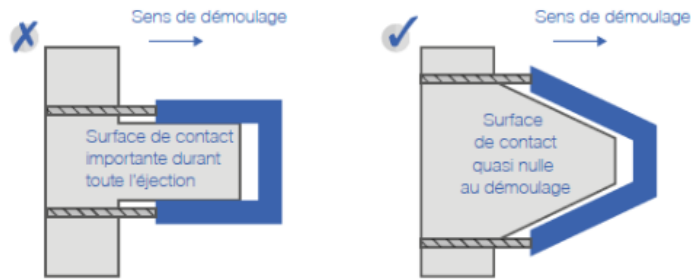 Sens de démoulage
Surface de contact
importante durant
toute l'éjection
Sens de démoulage
Surface
de contact
quasi nulle
au démoulage